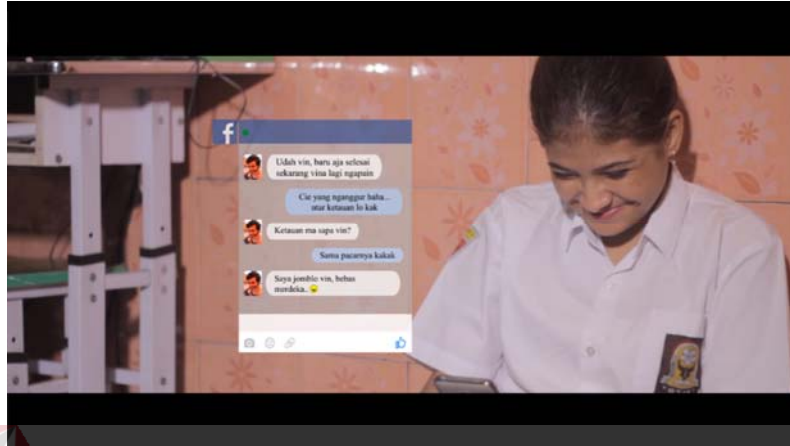 f
Udah vin, baru aja selesai
sekarang vina lagi ngapain
Cie yang nganggur haha...
ntar ketauan lo kak
Ketauan ma sapa vin?
Sama pacarnya kakak
Saya jomblo vin, bebas
merdeka..